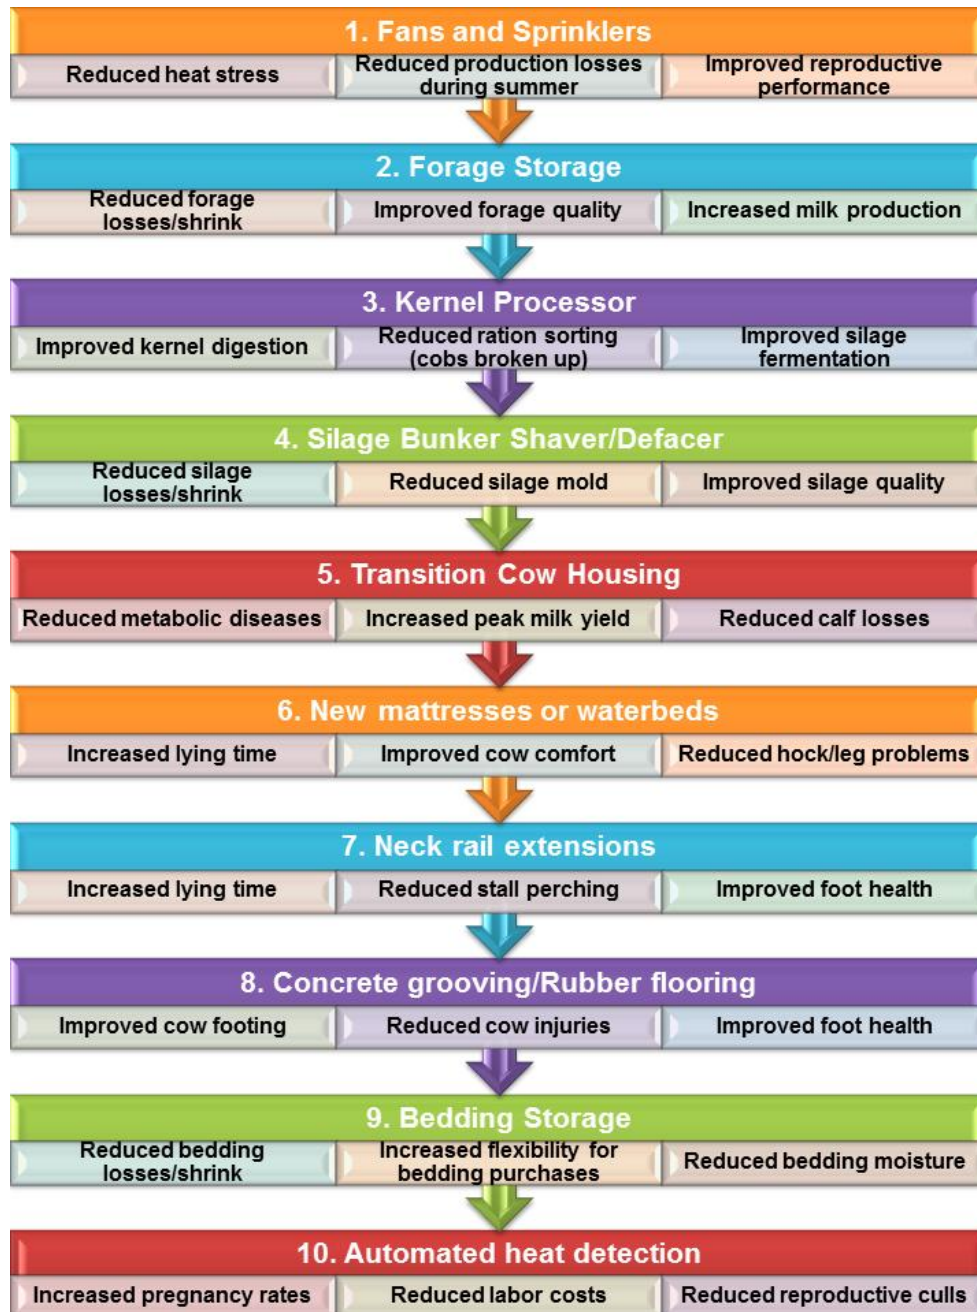 1. Fans and Sprinklers
Reduced heat stress
Reduced production losses
during summer
Improved reproductive
performance
2. Forage Storage
Reduced forage
losses/shrink
Improved forage quality
Increased milk production
3. Kernel Processor
Improved kernel digestion
Reduced ration sorting
(cobs broken up)
Improved silage
fermentation
4. Silage Bunker Shaver/Defacer
Reduced silage
losses/shrink
Reduced silage mold
Improved silage quality
5. Transition Cow Housing
Reduced metabolic diseases
Increased peak milk yield
Reduced calf losses
6. New mattresses or waterbeds
Increased lying time
Improved cow comfort
Reduced hock/leg problems
7. Neck rail extensions
Increased lying time
Reduced stall perching
Improved foot health
8. Concrete grooving/Rubber flooring
Improved cow footing
Reduced cow injuries
Improved foot health
9. Bedding Storage
Reduced bedding
losses/shrink
Increased flexibility for
bedding purchases
Reduced bedding moisture
10. Automated heat detection
Increased pregnancy rates
Reduced labor costs
Reduced reproductive culls